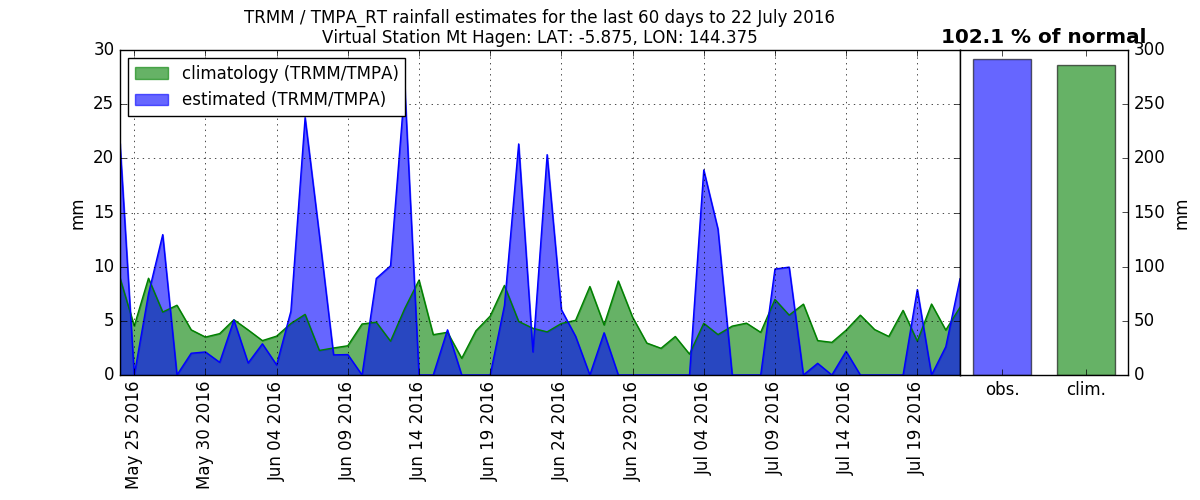 TRMM / TMPA_RT rainfall estimates for the last 60 days to 22 July 2016
Virtual Station Mt Hagen: LAT: -5.875, LON: 144.375
102.1 % of normal
climatology (TRMM/TMPA)
estimated (TRMM/TMPA)
30
25
20
15
10
5
0
mm
May 25 2016
May 30 2016
Jun 04 2016
Jun 09 2016
Jun 14 2016
Jun 19 2016
Jun 24 2016
Jun 29 2016
Jul 04 2016
Jul 09 2016
Jul 14 2016
Jul 19 2016
300
250
200
150
100
50
0
mm
obs.
clim.